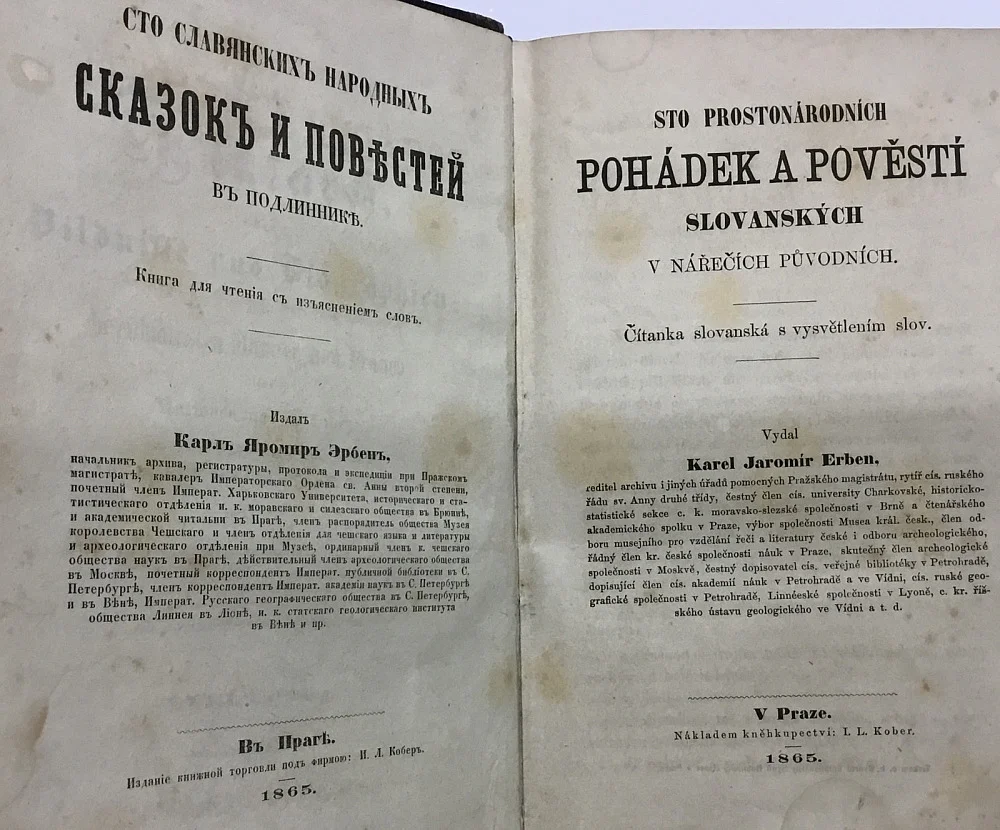 СТО СЛАВЯНСКИХЪ НАРОДНЫХЪ
СКАЗОКЪ И ПОВѢСТЕЙ
ВЪ ПОДЛИННИКѢ.
Книга для чтенія съ изъясненіемъ словъ.
Издалъ
Карлъ Яромиръ Эрбенъ,
начальникъ архива, регистратуры, протокола и экспедиціи при Пражскомъ
магистратѣ, кавалеръ Императорскаго Ордена св. Анны второй степени,
почетный членъ Императ. Харьковскаго Университета, историческаго и ста-
тистическаго отдѣленія и. к. моравскаго и силезскаго общества въ Брюннѣ,
и академической читальни въ Прагѣ, членъ распорядитель общества Музея
королевства Чешскаго и членъ отдѣленія для чешскаго языка и литературы
и археологическаго отдѣленія при Музеѣ, ординарный членъ к. чешскаго
общества наукъ въ Прагѣ, дѣйствительный членъ археологическаго общества
въ Москвѣ, почетный корреспондентъ Императ. публичной библіотеки въ С.
Петербургѣ, членъ корреспондентъ Императ. академіи наукъ въ С. Петербургѣ
и въ Вѣнѣ, Императ. Русскаго географическаго общества въ С. Петербургѣ,
общества Линнея въ Ліонѣ, и. к. статскаго геологическаго института
въ Вѣнѣ и пр.
Въ Прагѣ.
Изданіе книжной торговли подъ фирмою: И. Л. Коберъ.
1865.
STO PROSTONÁRODNÍCH
POHÁDEK A POVĚSTÍ
SLOVANSKÝCH
V NÁŘEČÍCH PŮVODNÍCH.
Čítanka slovanská s vysvětlením slov.
Vydal
Karel Jaromír Erben,
ředitel archivu i jiných úřadů pomocných Pražského magistrátu, rytíř cís. ruského
řádu sv. Anny druhé třídy, čestný člen cís. university Charkovské, historicko-
statistické sekce c. k. moravsko-slezské společnosti v Brně a čtenářského
akademického spolku v Praze, výbor společnosti Musea král. česk., člen od-
boru musejního pro vzdělání řeči a literatury české i odboru archeologického,
řádný člen kr. české společnosti náuk v Praze, skutečný člen archeologické
společnosti v Moskvě, čestný dopisovatel cís. veřejné bibliotéky v Petrohradě,
dopisující člen cís. akademií náuk v Petrohradě a ve Vídni, cís. ruské geo-
grafické společnosti v Petrohradě, Linnéeské společnosti v Lyoně, c. kr. říš-
ského ústavu geologického ve Vídni a t. d.
V Praze.
Nákladem kněhkupectví: I. L. Kober.
1865.